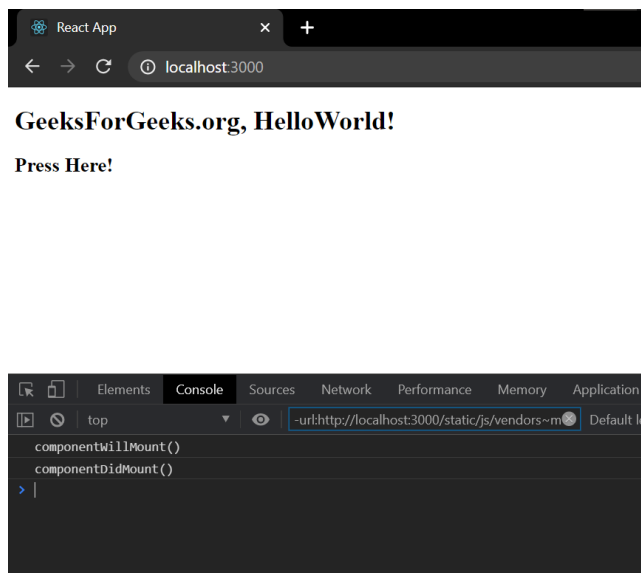 React App
localhost:3000
GeeksForGeeks.org, HelloWorld!
Press Here!
Elements Console Sources Network Performance Memory Application
top -url:http://localhost:3000/static/js/vendors~m Default l
componentWillMount()
componentDidMount()